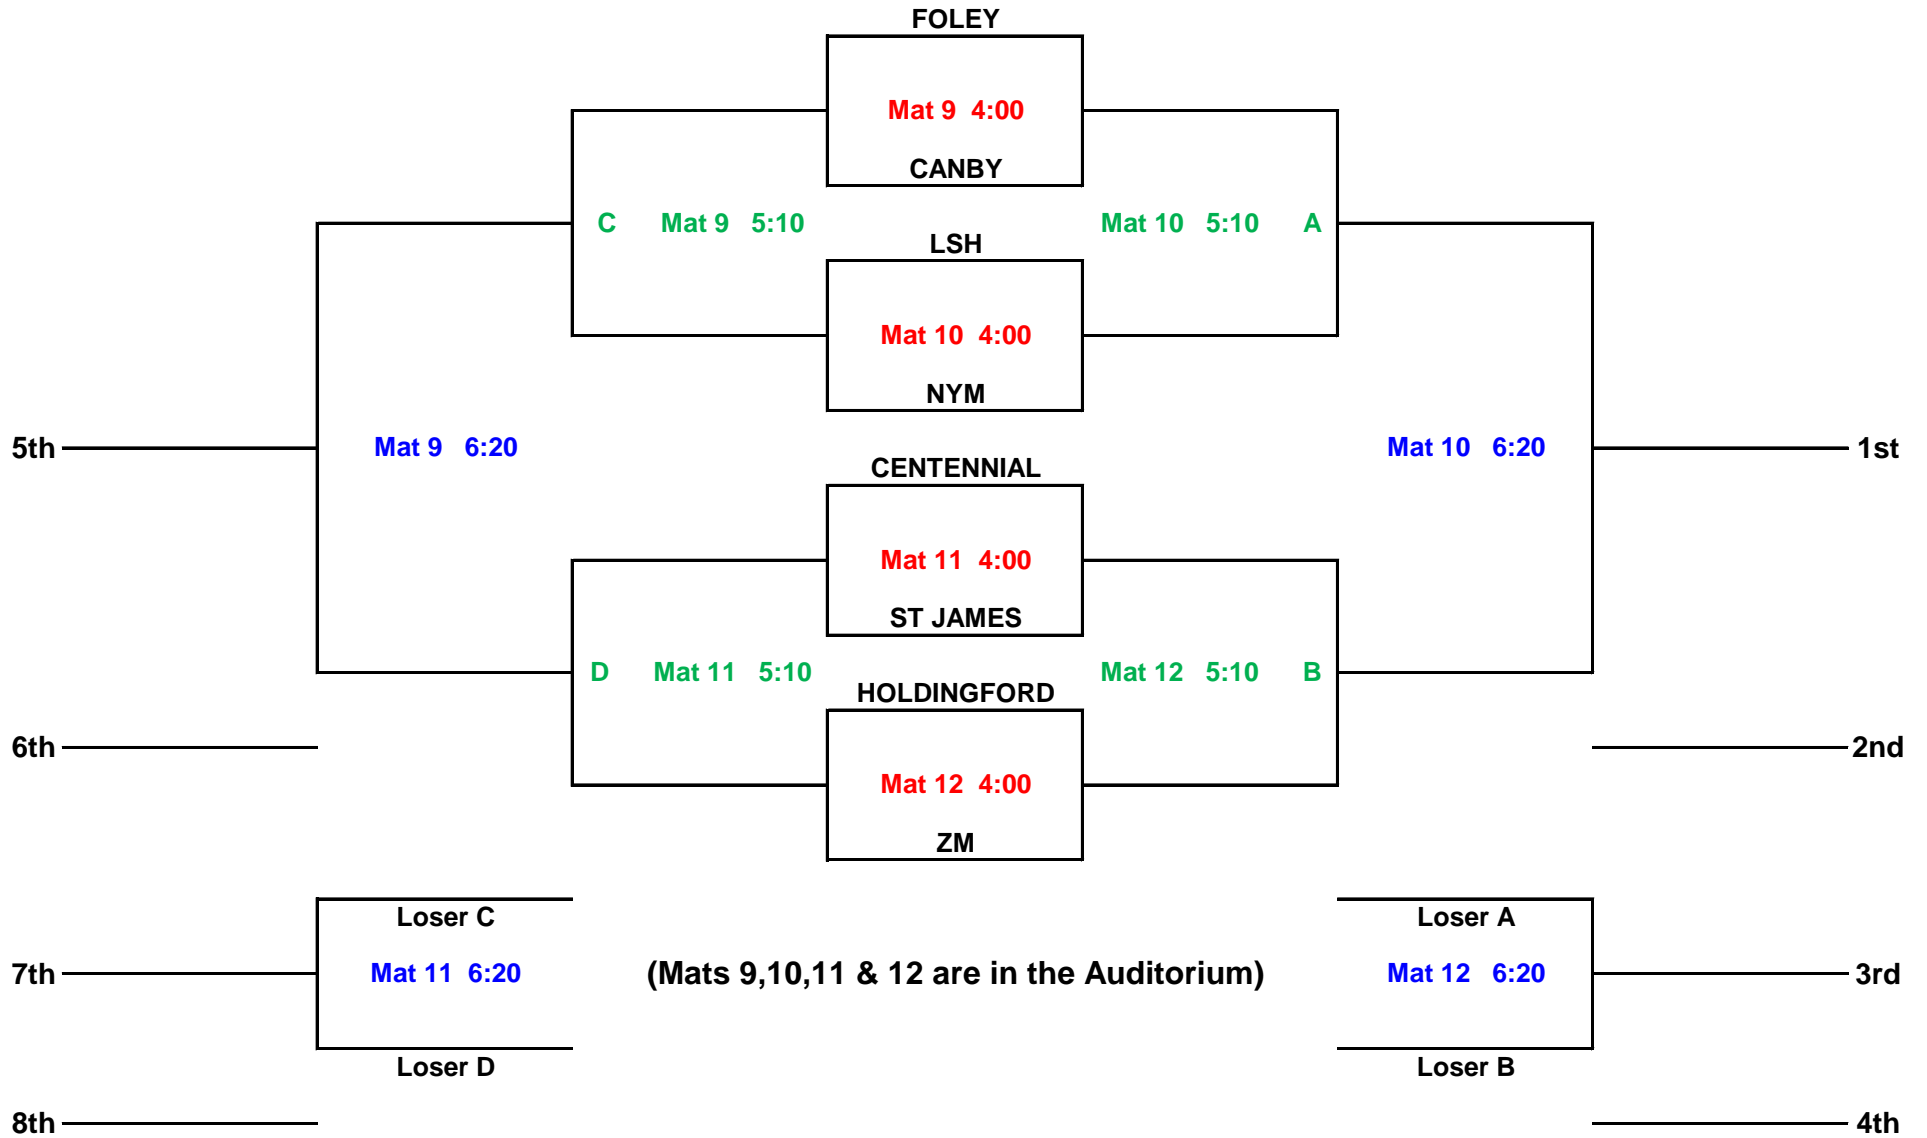 FOLEY
Mat 9  4:00
CANBY
C Mat 9 5:10 Mat 10 5:10 A
LSH
Mat 10  4:00
NYM
5th Mat 9 6:20 Mat 10 6:20 1st
CENTENNIAL
Mat 11  4:00
ST JAMES
D Mat 11 5:10 Mat 12 5:10 B
HOLDINGFORD
6th 2nd
Mat 12  4:00
ZM
Loser C Loser A
7th Mat 11 6:20 (Mats 9,10,11 & 12 are in the Auditorium) Mat 12 6:20 3rd
Loser D Loser B
8th 4th